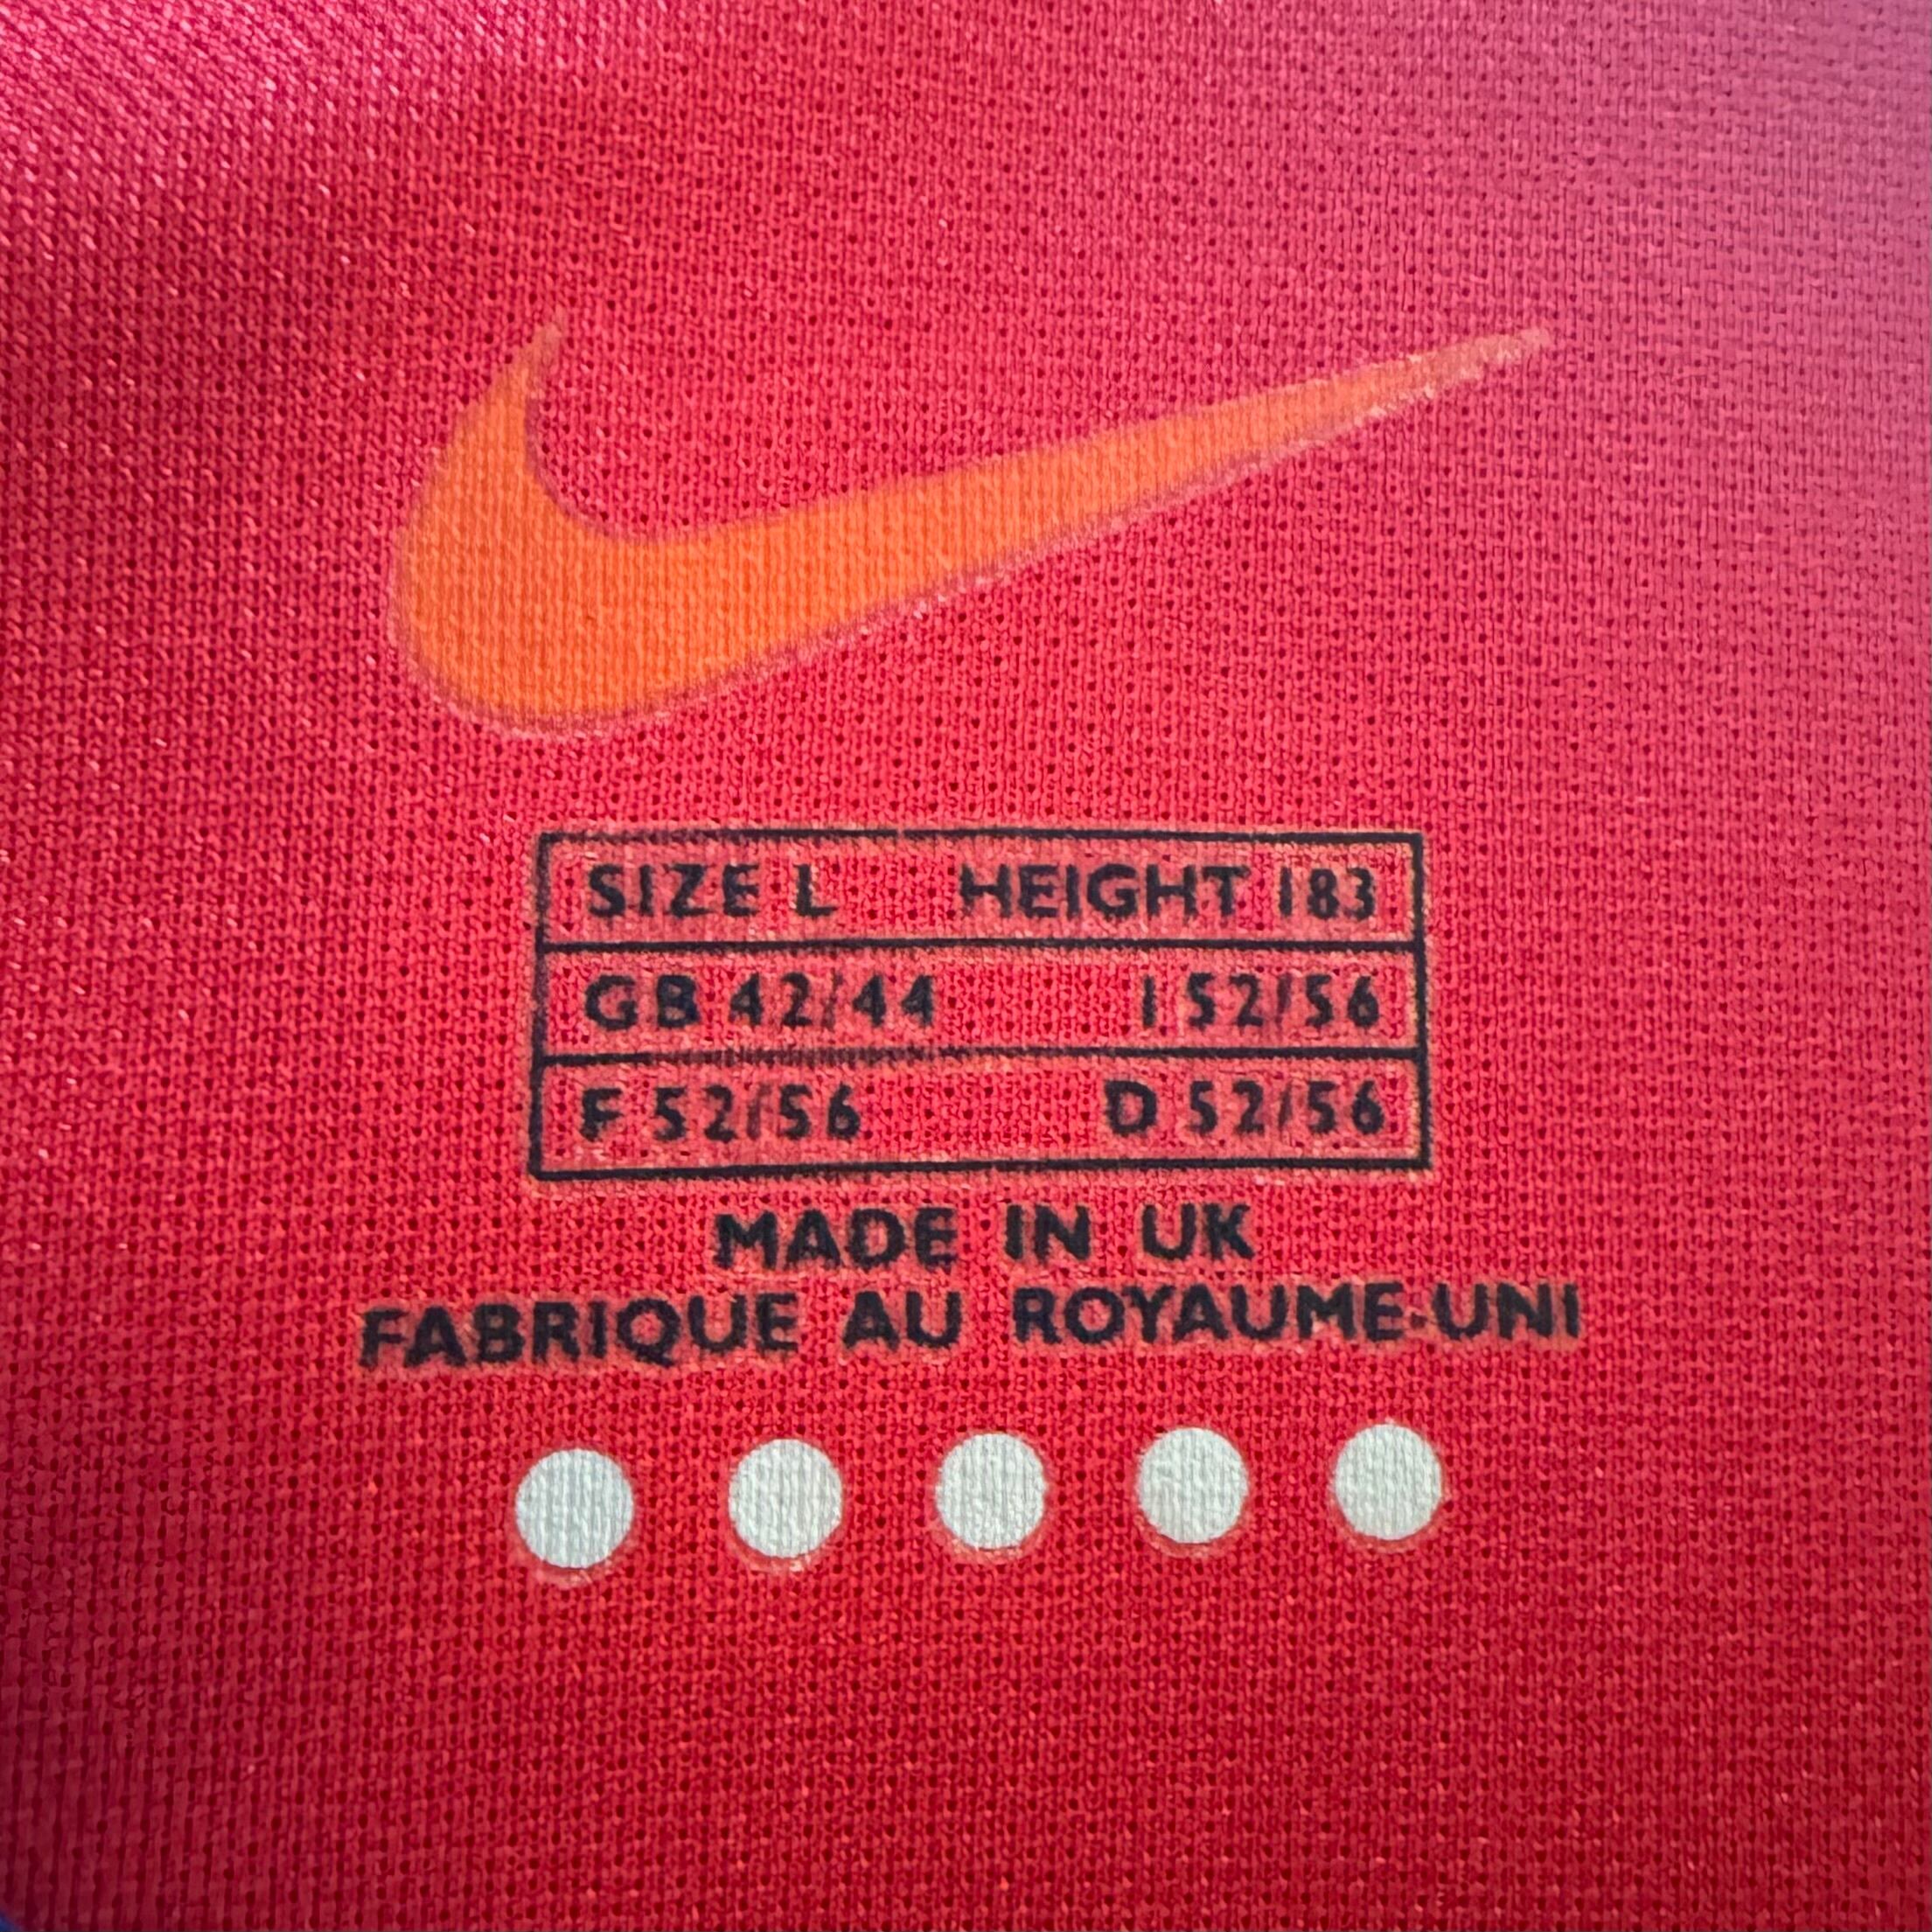 SIZE L HEIGHT 183
GB 42/44 I 52/56
F 52/56 D 52/56
MADE IN UK
FABRIQUE AU ROYAUME-UNI